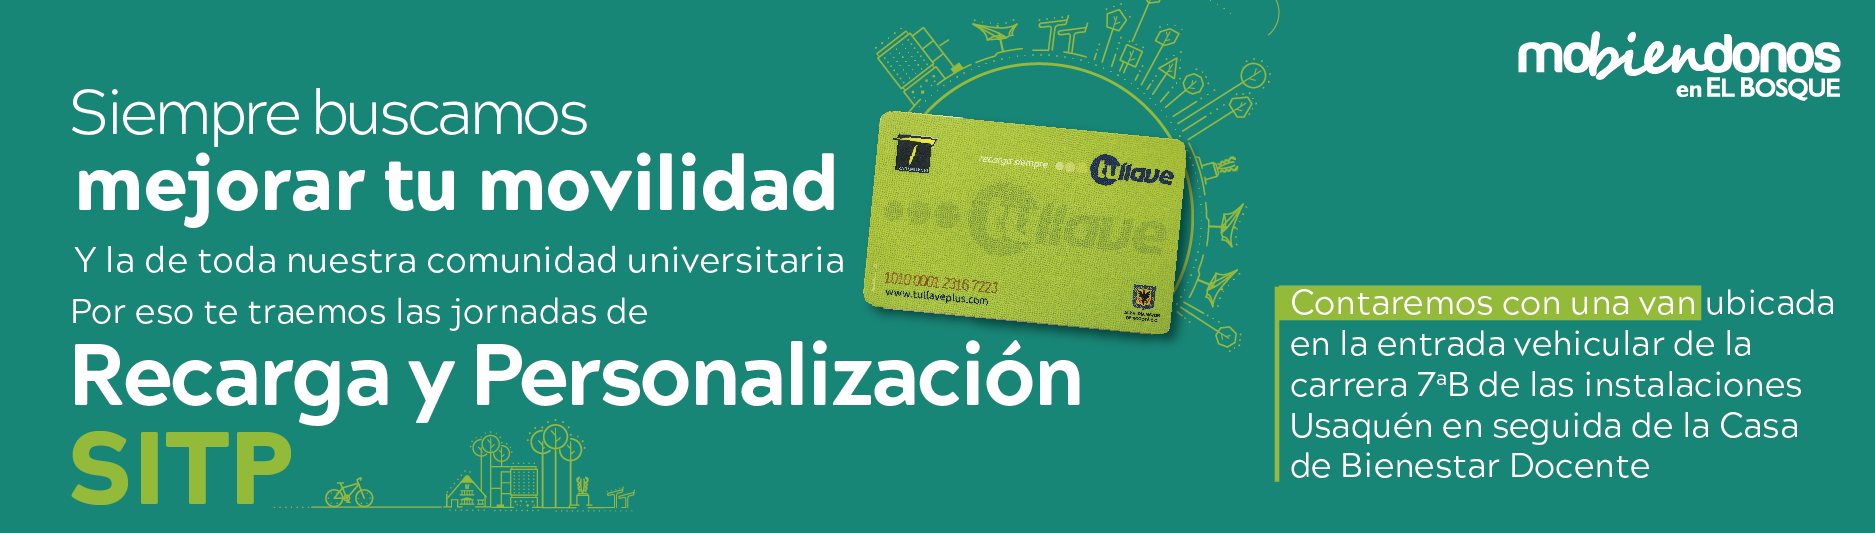 Siempre buscamos
mejorar tu movilidad
Y la de toda nuestra comunidad universitaria
Por eso te traemos las jornadas de
Recarga y Personalización
SITP
recarga siempre
tullave
tullave
1010 0001 2316 7223
www.tullaveplus.com
mobiendonos
en EL BOSQUE
Contaremos con una van ubicada
en la entrada vehicular de la
carrera 7ªB de las instalaciones
Usaquén en seguida de la Casa
de Bienestar Docente